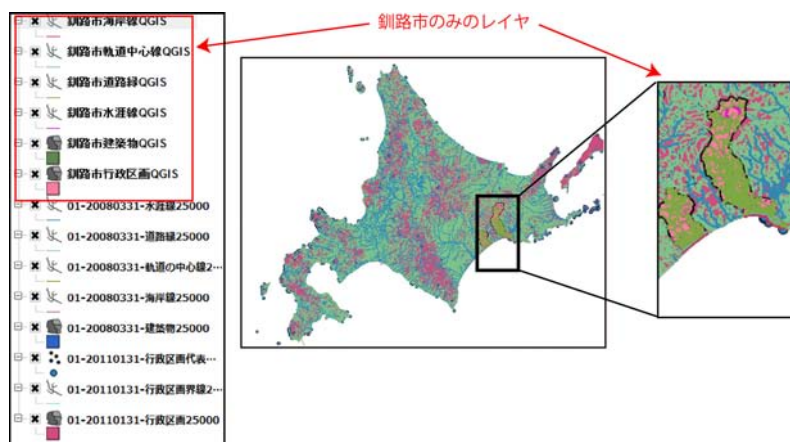 釧路市のみのレイヤ
釧路市海岸線QGIS
釧路市軌道中心線QGIS
釧路市道路縁QGIS
釧路市水涯線QGIS
釧路市建築物QGIS
釧路市行政区画QGIS
01-20080331-水涯線25000
01-20080331-道路縁25000
01-20080331-軌道の中心線2…
01-20080331-海岸線25000
01-20080331-建築物25000
01-20110131-行政区画代表…
01-20110131-行政区画界線2…
01-20110131-行政区画25000